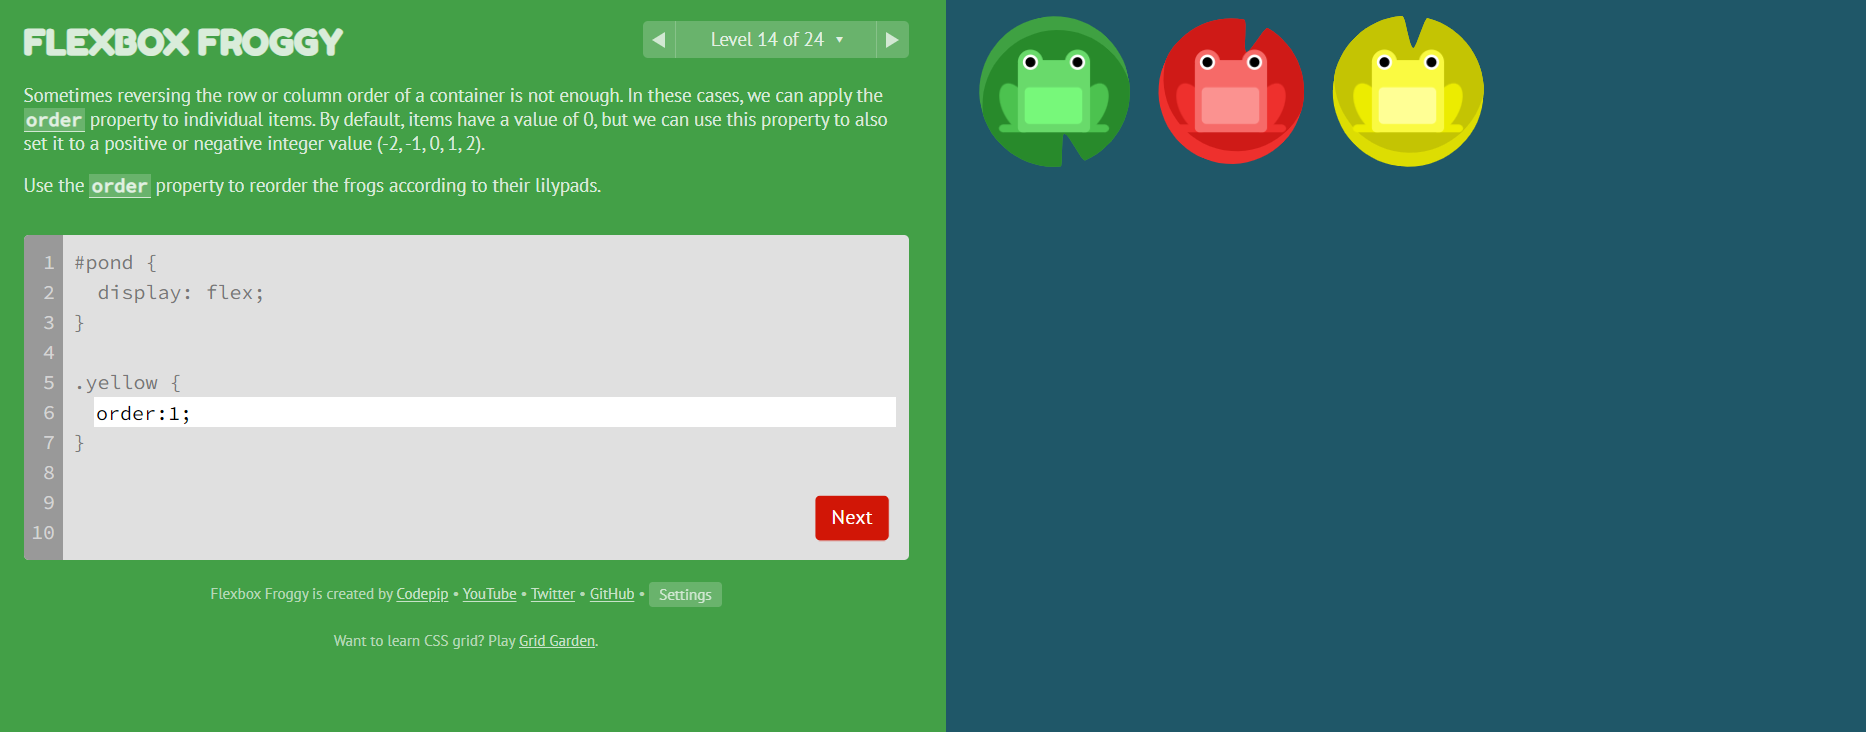 FLEXBOX FROGGY
◀ Level 14 of 24 ▾ ▶
Sometimes reversing the row or column order of a container is not enough. In these cases, we can apply the
order property to individual items. By default, items have a value of 0, but we can use this property to also
set it to a positive or negative integer value (-2, -1, 0, 1, 2).
Use the order property to reorder the frogs according to their lilypads.
1 #pond {
2   display: flex;
3 }
4
5 .yellow {
6   order:1;
7 }
8
9
10
Next
Flexbox Froggy is created by Codepip • YouTube • Twitter • GitHub • Settings
Want to learn CSS grid? Play Grid Garden.